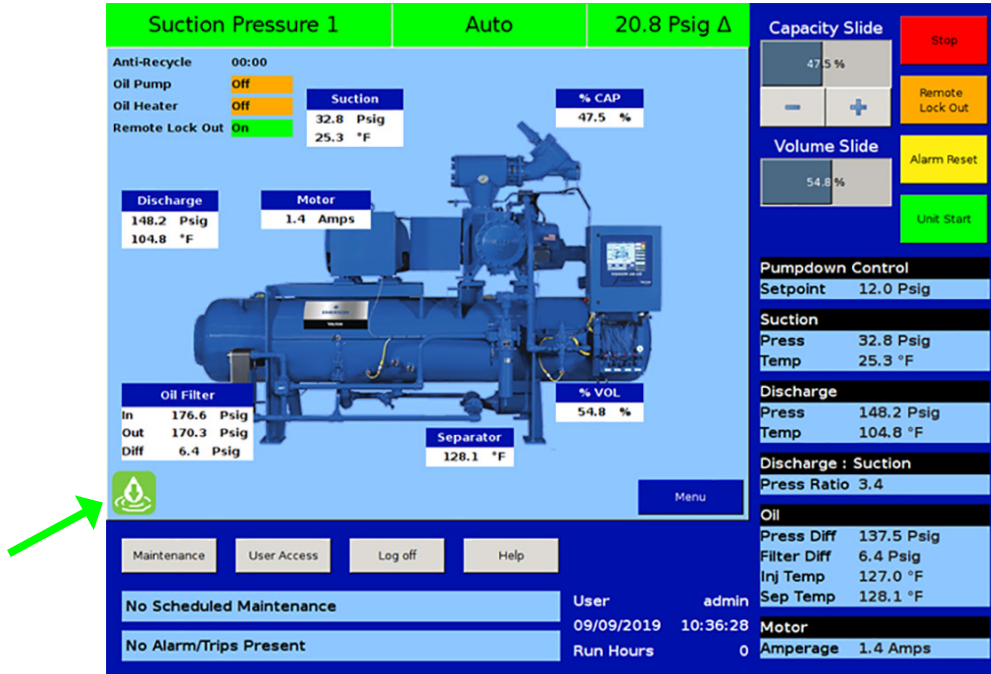 Suction Pressure 1
Auto
20.8 Psig Δ
Anti-Recycle 00:00
Oil Pump Off
Oil Heater Off
Remote Lock Out On
Suction
32.8 Psig
25.3 °F
% CAP
47.5 %
Discharge
148.2 Psig
104.8 °F
Motor
1.4 Amps
EMERSON
Oil Filter
In 176.6 Psig
Out 170.3 Psig
Diff 6.4 Psig
% VOL
54.8 %
Separator
128.1 °F
Menu
Maintenance
User Access
Log off
Help
No Scheduled Maintenance
No Alarm/Trips Present
User admin
09/09/2019 10:36:28
Run Hours 0
Capacity Slide
47.5 %
Volume Slide
54.8 %
Stop
Remote
Lock Out
Alarm Reset
Unit Start
Pumpdown Control
Setpoint 12.0 Psig
Suction
Press 32.8 Psig
Temp 25.3 °F
Discharge
Press 148.2 Psig
Temp 104.8 °F
Discharge : Suction
Press Ratio 3.4
Oil
Press Diff 137.5 Psig
Filter Diff 6.4 Psig
Inj Temp 127.0 °F
Sep Temp 128.1 °F
Motor
Amperage 1.4 Amps